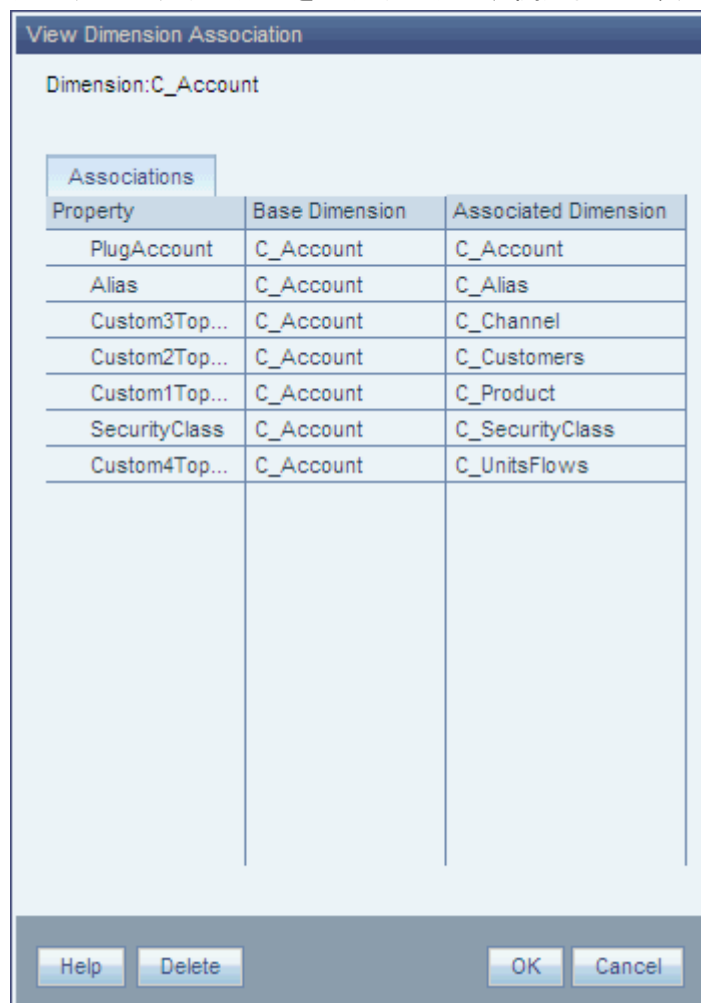 View Dimension Association
Dimension:C_Account
Associations
Property Base Dimension Associated Dimension
PlugAccount C_Account C_Account
Alias C_Account C_Alias
Custom3Top... C_Account C_Channel
Custom2Top... C_Account C_Customers
Custom1Top... C_Account C_Product
SecurityClass C_Account C_SecurityClass
Custom4Top... C_Account C_UnitsFlows
Help Delete OK Cancel